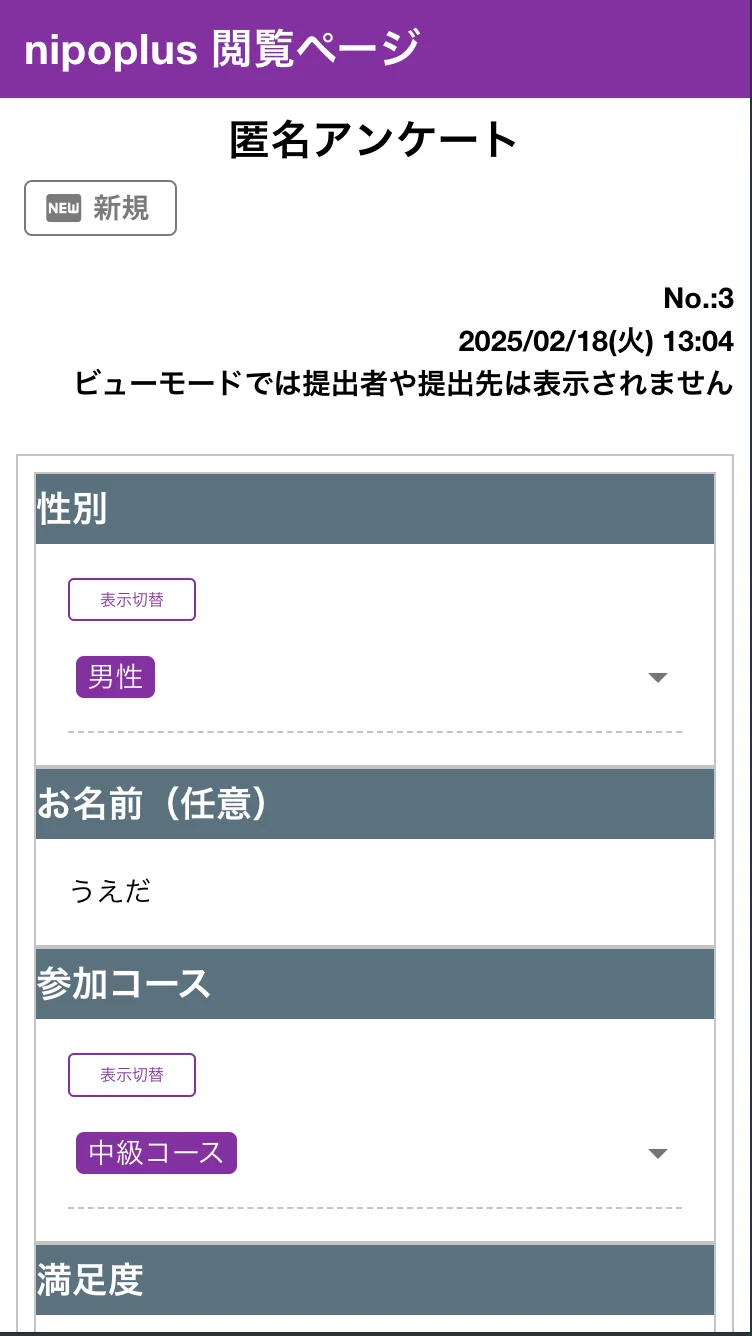 nipoplus 閲覧ページ
匿名アンケート
NEW 新規
No.:3
2025/02/18(火) 13:04
ビューモードでは提出者や提出先は表示されません
性別
表示切替
男性
お名前（任意）
うえだ
参加コース
表示切替
中級コース
満足度